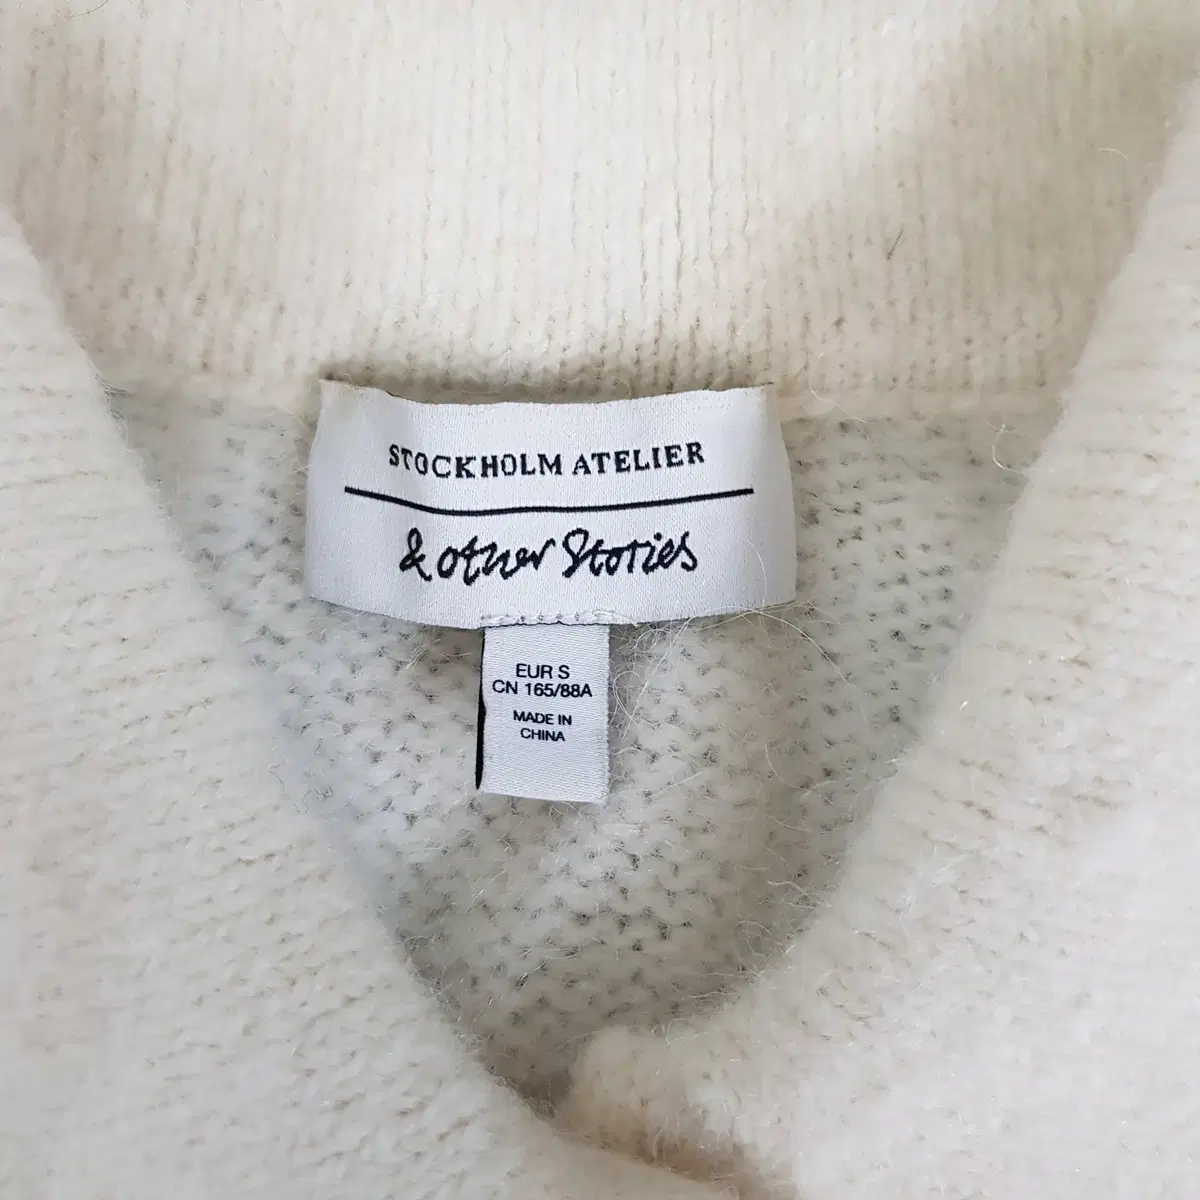 STOCKHOLM ATELIER
& other Stories
EUR S
CN 165/88A
MADE IN
CHINA